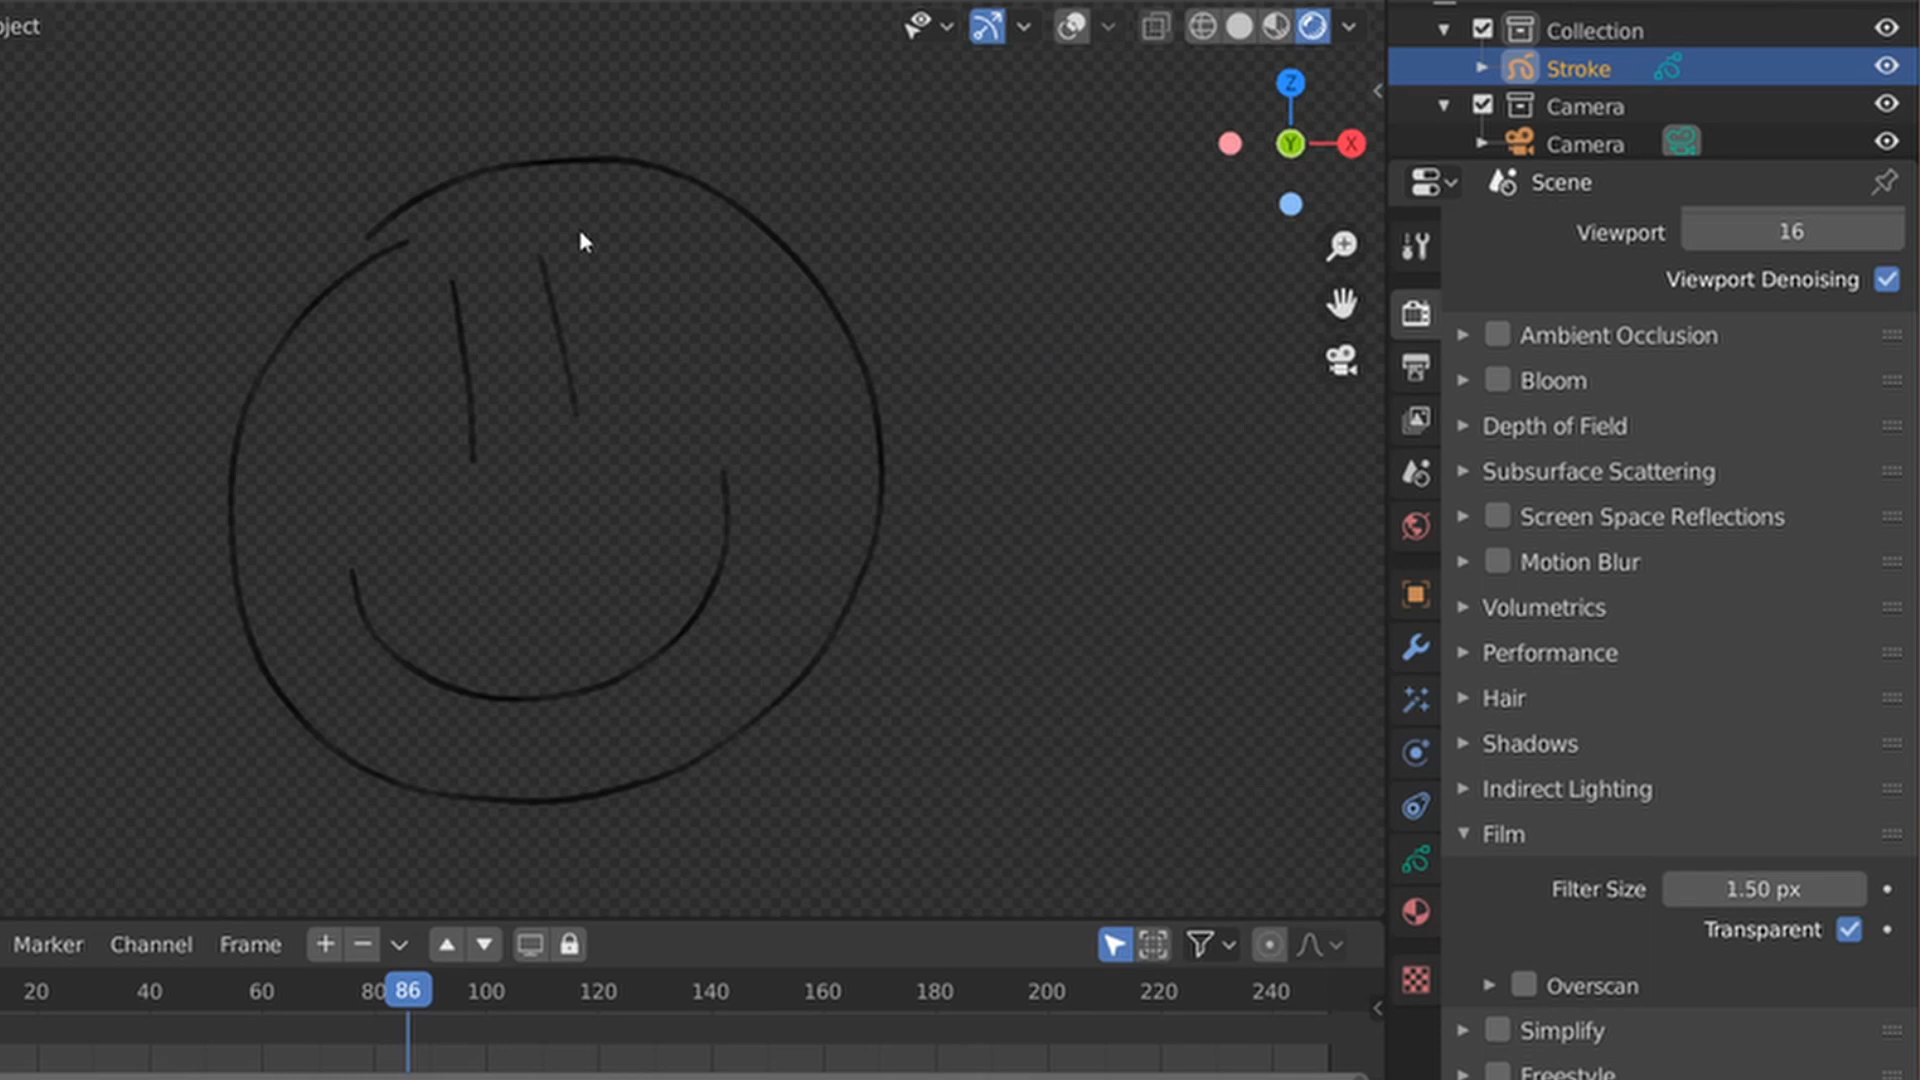 bject
Z
Y
X
Collection
Stroke
Camera
Camera
Scene
Viewport 16
Viewport Denoising
Ambient Occlusion
Bloom
Depth of Field
Subsurface Scattering
Screen Space Reflections
Motion Blur
Volumetrics
Performance
Hair
Shadows
Indirect Lighting
Film
Filter Size 1.50 px
Transparent
Overscan
Simplify
Freestyle
Marker Channel Frame
20 40 60 80 86 100 120 140 160 180 200 220 240